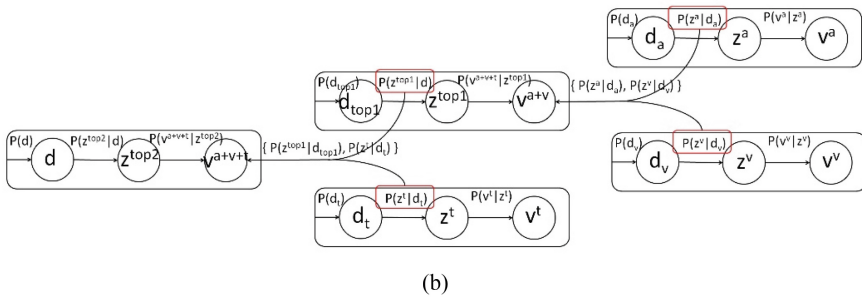 P(d_a) P(z^a|d_a) P(v^a|z^a)
d_a z^a v^a
P(d_top1) P(z^top1|d) P(v^a+v+t|z^top1)
d_top1 z^top1 v^a+v
{ P(z^a|d_a), P(z^v|d_v) }
P(d) P(z^top2|d) P(v^a+v+t|z^top2)
d z^top2 v^a+v+t
{ P(z^top1|d_top1), P(z^t|d_t) }
P(d_v) P(z^v|d_v) P(v^v|z^v)
d_v z^v v^v
P(d_t) P(z^t|d_t) P(v^t|z^t)
d_t z^t v^t
(b)